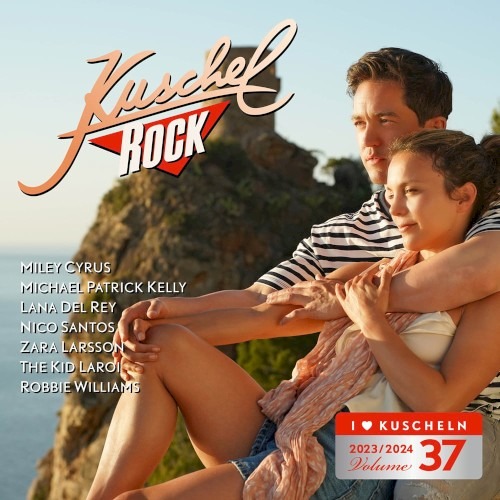 Kuschel
ROCK
MILEY CYRUS
MICHAEL PATRICK KELLY
LANA DEL REY
NICO SANTOS
ZARA LARSSON
THE KID LAROI
ROBBIE WILLIAMS
I ♥ KUSCHELN
2023/2024
Volume 37